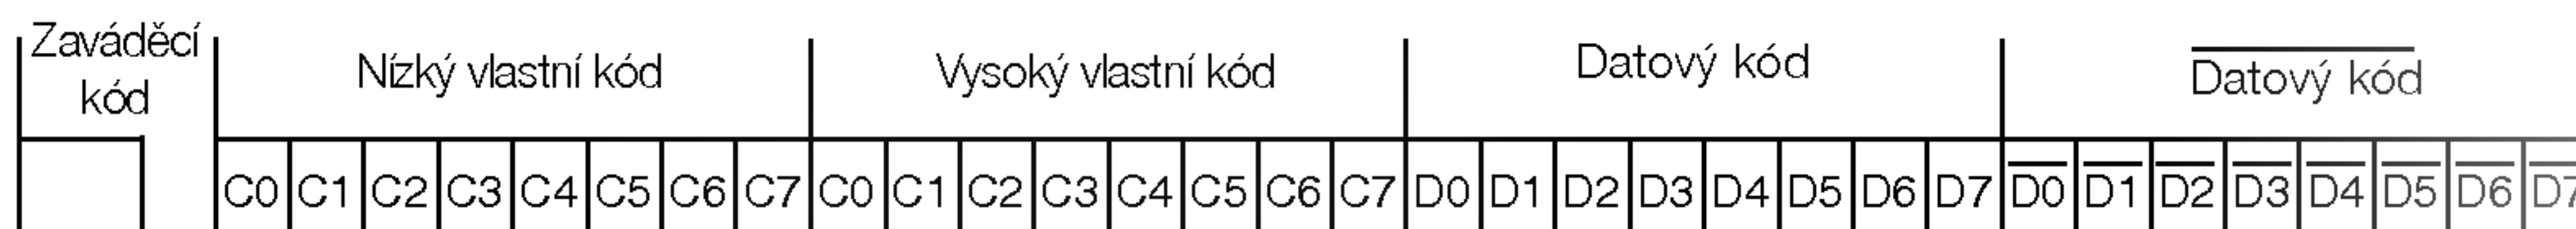 Zaváděcí
kód
Nízký vlastní kód
Vysoký vlastní kód
Datový kód
Datový kód
C0 C1 C2 C3 C4 C5 C6 C7 C0 C1 C2 C3 C4 C5 C6 C7 D0 D1 D2 D3 D4 D5 D6 D7 D0 D1 D2 D3 D4 D5 D6 D7